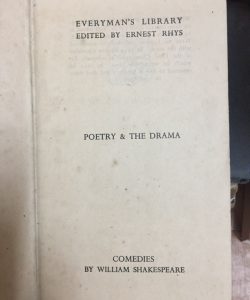 EVERYMAN'S LIBRARY
EDITED BY ERNEST RHYS
POETRY & THE DRAMA
COMEDIES
BY WILLIAM SHAKESPEARE